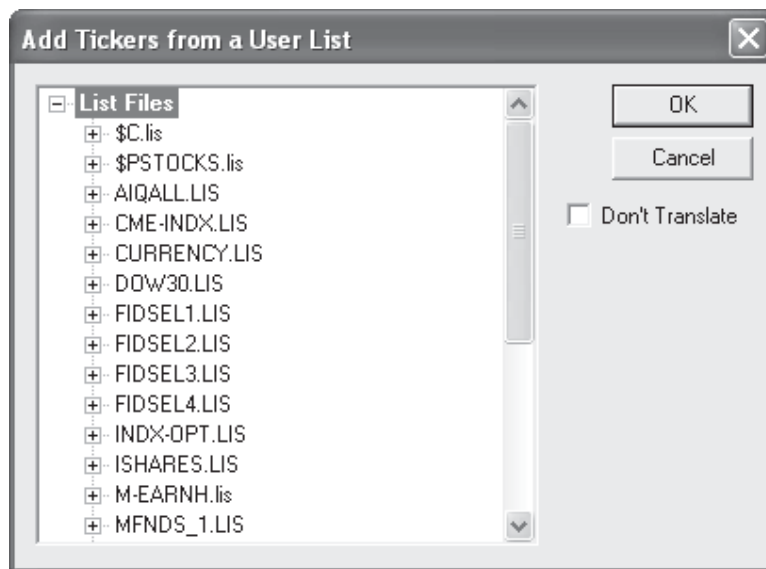 Add Tickers from a User List
List Files
$C.lis
$PSTOCKS.lis
AIQALL.LIS
CME-INDX.LIS
CURRENCY.LIS
DOW30.LIS
FIDSEL1.LIS
FIDSEL2.LIS
FIDSEL3.LIS
FIDSEL4.LIS
INDX-OPT.LIS
ISHARES.LIS
M-EARNH.lis
MFNDS_1.LIS
OK
Cancel
Don't Translate